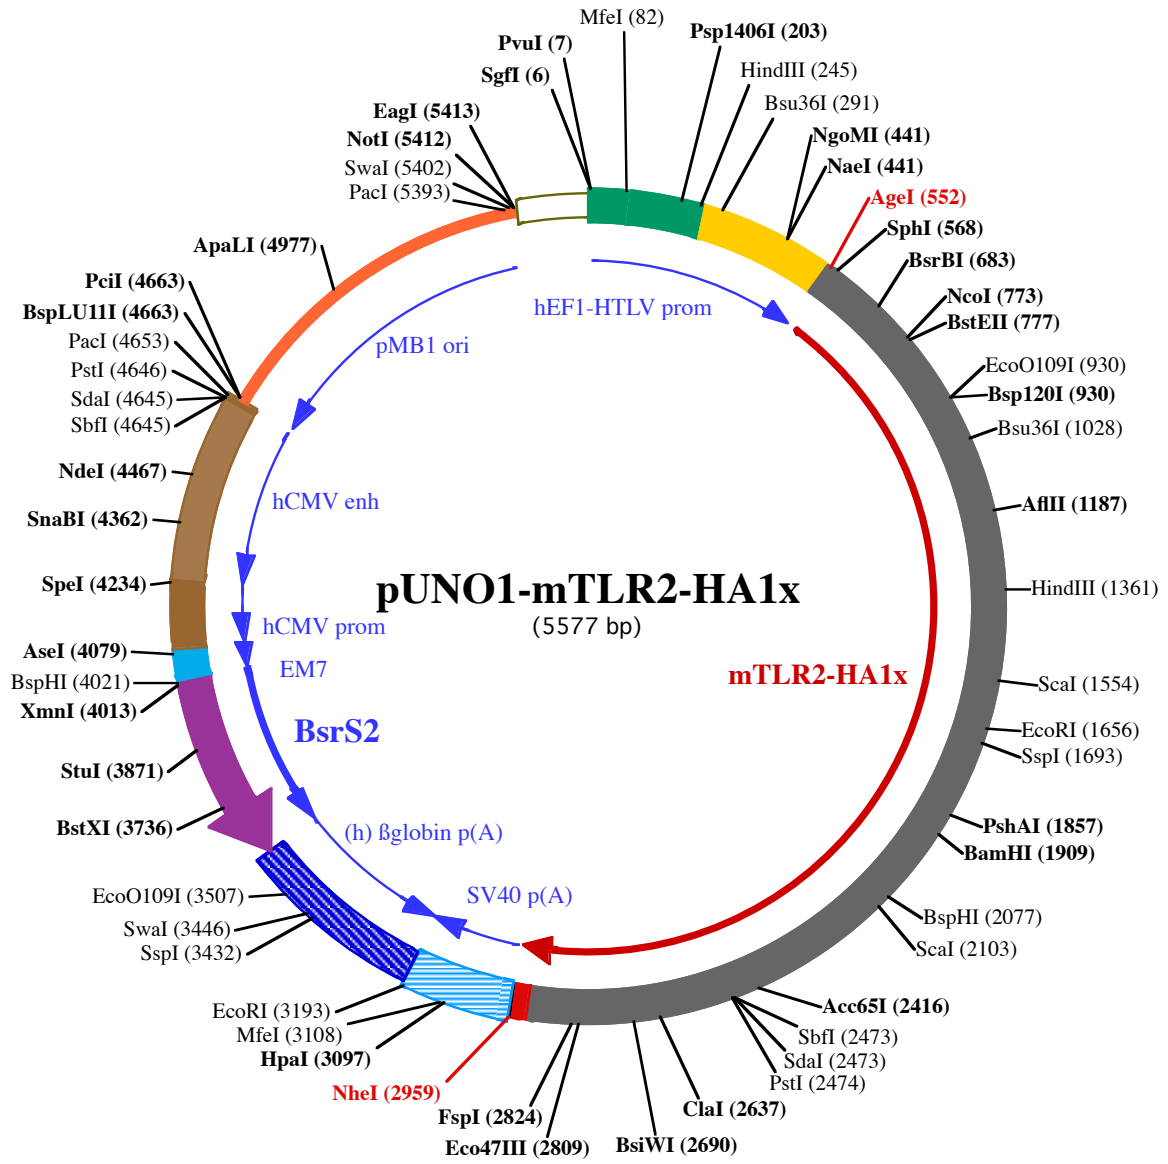 MfeI (82)
Psp1406I (203)
PvuI (7)
HindIII (245)
SgfI (6)
Bsu36I (291)
EagI (5413)
NgoMI (441)
NotI (5412)
NaeI (441)
SwaI (5402)
PacI (5393)
AgeI (552)
SphI (568)
ApaLI (4977)
BsrBI (683)
PciI (4663)
NcoI (773)
BspLU11I (4663)
BstEII (777)
hEF1-HTLV prom
PacI (4653)
pMB1 ori
EcoO109I (930)
PstI (4646)
Bsp120I (930)
SdaI (4645)
SbfI (4645)
Bsu36I (1028)
NdeI (4467)
hCMV enh
AflII (1187)
SnaBI (4362)
SpeI (4234)
pUNO1-mTLR2-HA1x
HindIII (1361)
(5577 bp)
hCMV prom
AseI (4079)
EM7
mTLR2-HA1x
BspHI (4021)
ScaI (1554)
XmnI (4013)
BsrS2
EcoRI (1656)
SspI (1693)
StuI (3871)
BstXI (3736)
(h) ßglobin p(A)
PshAI (1857)
BamHI (1909)
EcoO109I (3507)
SV40 p(A)
BspHI (2077)
SwaI (3446)
SspI (3432)
ScaI (2103)
EcoRI (3193)
Acc65I (2416)
MfeI (3108)
SbfI (2473)
HpaI (3097)
SdaI (2473)
PstI (2474)
NheI (2959)
ClaI (2637)
FspI (2824)
Eco47III (2809)
BsiWI (2690)